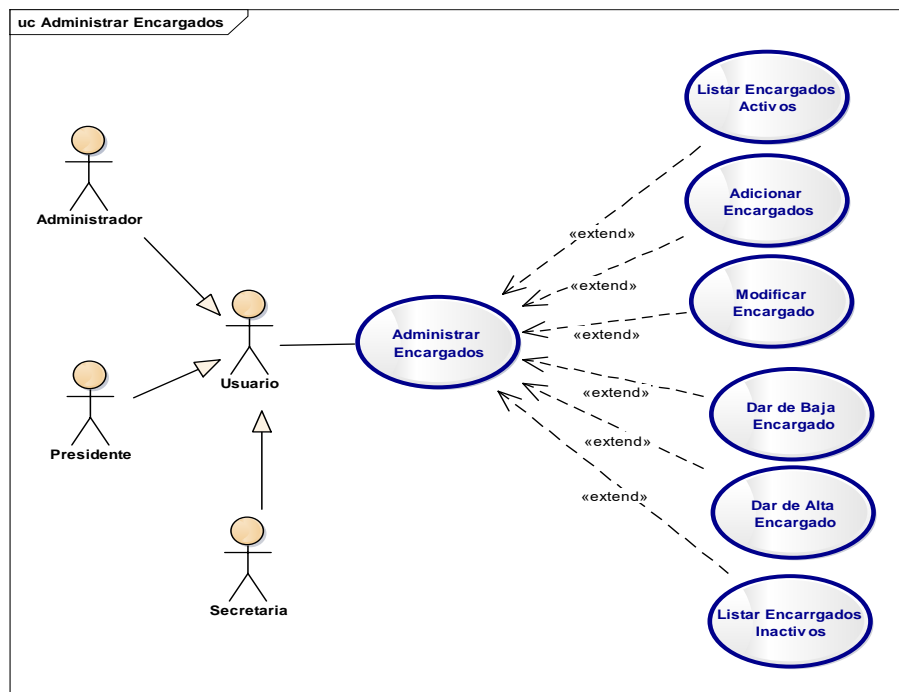 uc Administrar Encargados
Listar Encargados
Activos
Administrador
Adicionar
Encargados
«extend»
«extend»
Modificar
Encargado
«extend»
Administrar
Encargados
Usuario
Presidente
«extend»
Dar de Baja
Encargado
«extend»
«extend»
Dar de Alta
Encargado
Secretaria
Listar Encarrgados
Inactivos